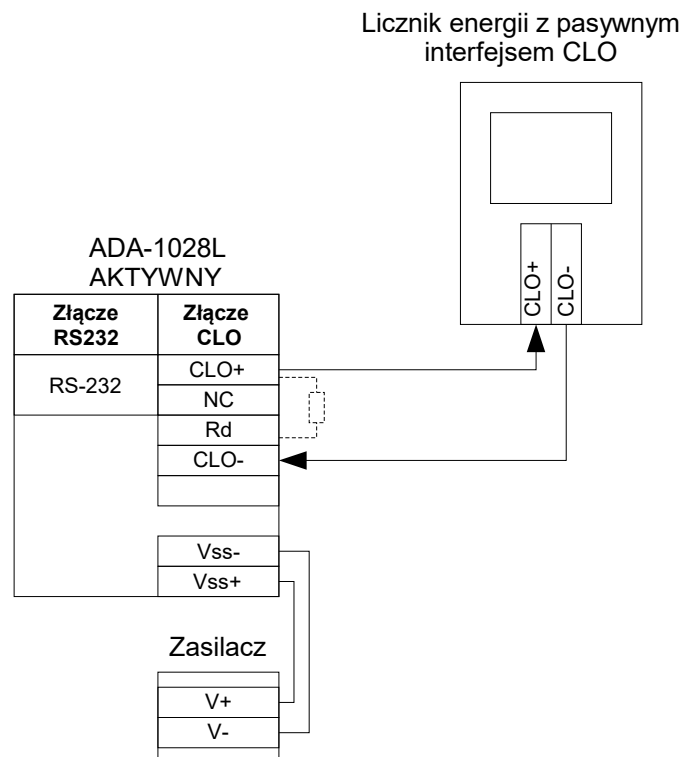 Licznik energii z pasywnym
interfejsem CLO
CLO+
CLO-
ADA-1028L
AKTYWNY
Złącze
RS232
Złącze
CLO
RS-232
CLO+
NC
Rd
CLO-
Vss-
Vss+
Zasilacz
V+
V-